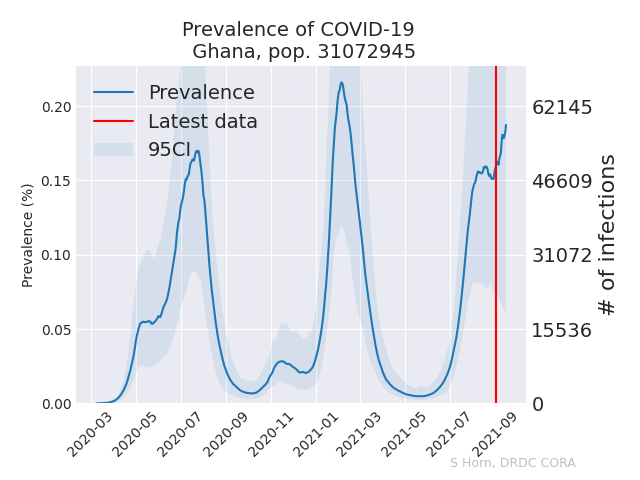 Prevalence of COVID-19
Ghana, pop. 31072945
Prevalence
Latest data
95CI
Prevalence (%)
0.20
0.15
0.10
0.05
0.00
62145
46609
31072
15536
0
# of infections
2020-03
2020-05
2020-07
2020-09
2020-11
2021-01
2021-03
2021-05
2021-07
2021-09
S Horn, DRDC CORA